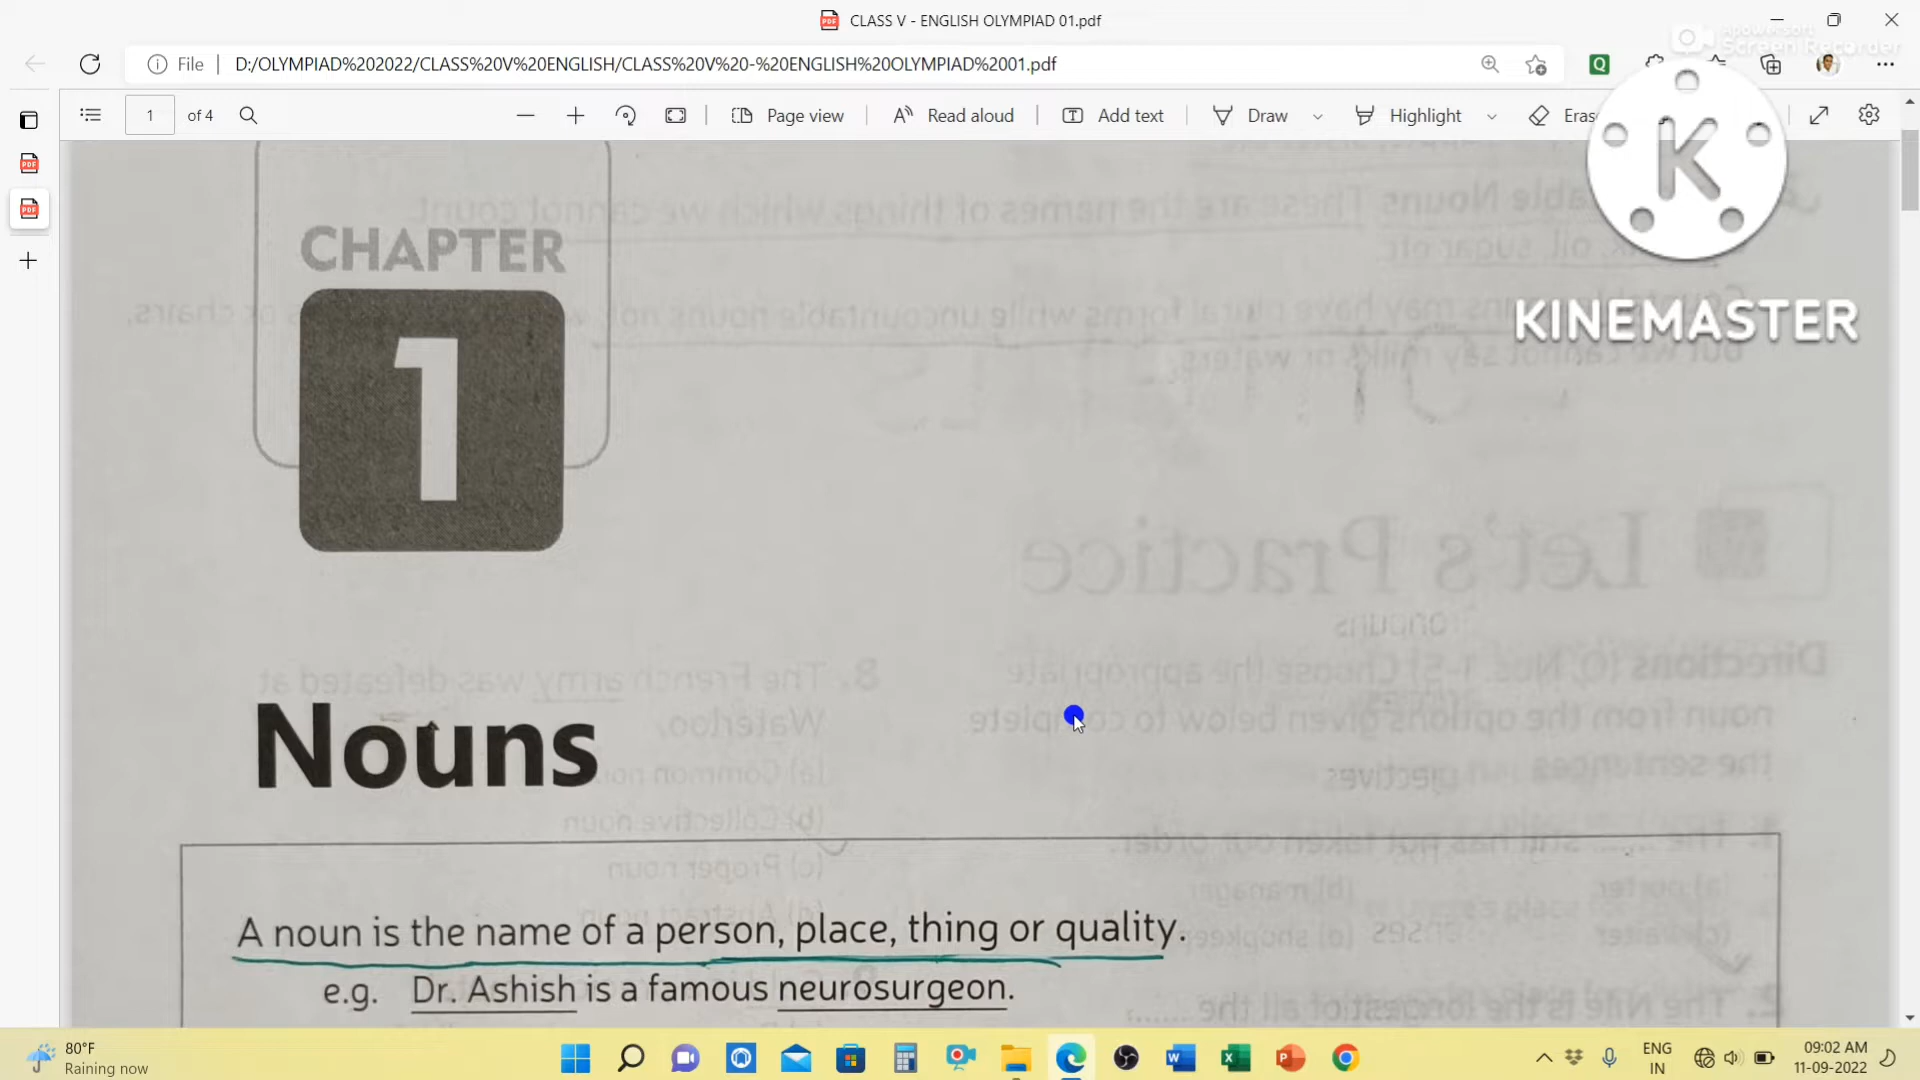 CLASS V - ENGLISH OLYMPIAD 01.pdf
Apowersoft
Screen Recorder
File D:/OLYMPIAD%202022/CLASS%20V%20ENGLISH/CLASS%20V%20-%20ENGLISH%20OLYMPIAD%2001.pdf
1 of 4 Page view Read aloud Add text Draw Highlight
K
KINEMASTER
CHAPTER
1
Nouns
A noun is the name of a person, place, thing or quality.
e.g. Dr. Ashish is a famous neurosurgeon.
80°F
Raining now
ENG
IN
09:02 AM
11-09-2022